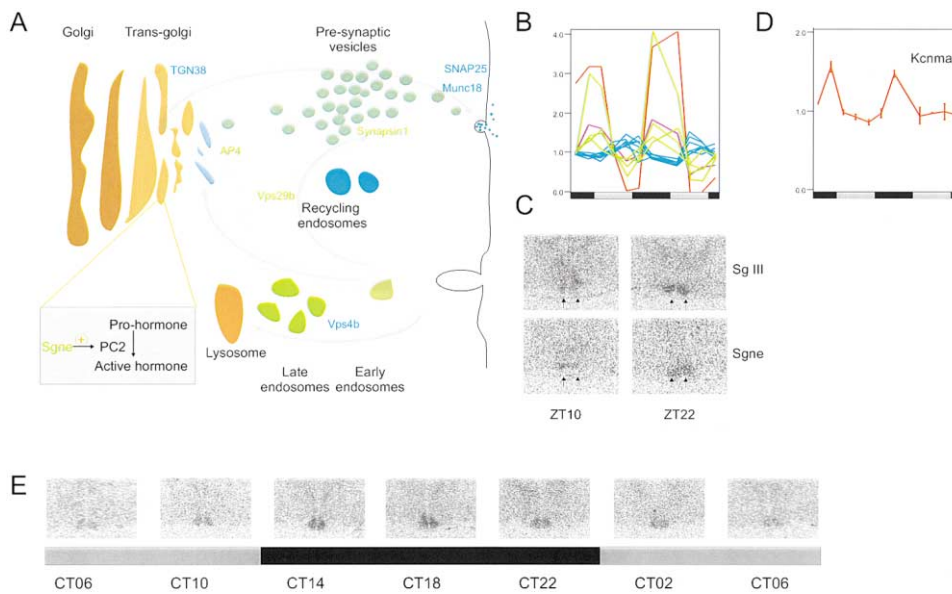 A
Golgi
Trans-golgi
Pre-synaptic
vesicles
TGN38
SNAP25
Munc18
Synapsin1
AP4
Vps29b
Recycling
endosomes
Pro-hormone
Sgne
+
PC2
Active hormone
Lysosome
Vps4b
Late
endosomes
Early
endosomes
B
4.0
3.0
2.0
1.0
0.0
C
Sg III
Sgne
ZT10
ZT22
D
2.0
Kcnma
1.0
0.0
E
CT06
CT10
CT14
CT18
CT22
CT02
CT06